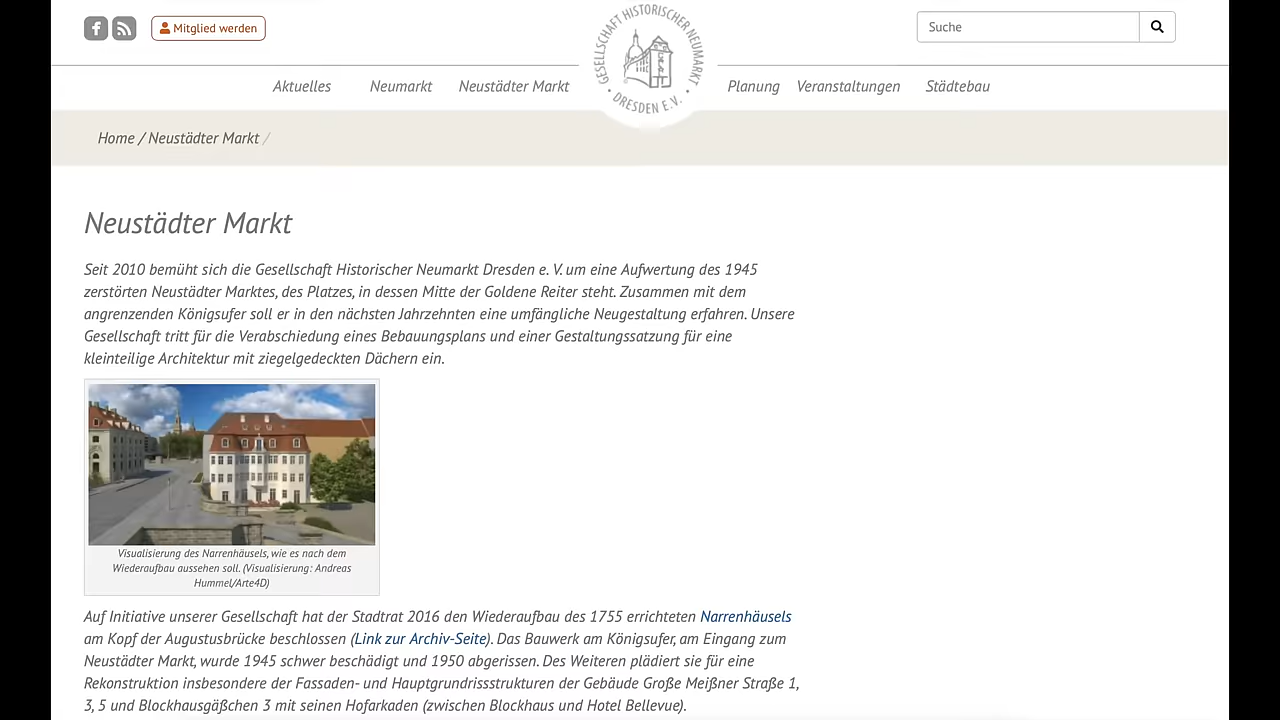 Mitglied werden
Suche
GESELLSCHAFT HISTORISCHER NEUMARKT
• DRESDEN E.V. •
Aktuelles Neumarkt Neustädter Markt Planung Veranstaltungen Städtebau
Home / Neustädter Markt /
Neustädter Markt
Seit 2010 bemüht sich die Gesellschaft Historischer Neumarkt Dresden e. V. um eine Aufwertung des 1945
zerstörten Neustädter Marktes, des Platzes, in dessen Mitte der Goldene Reiter steht. Zusammen mit dem
angrenzenden Königsufer soll er in den nächsten Jahrzehnten eine umfängliche Neugestaltung erfahren. Unsere
Gesellschaft tritt für die Verabschiedung eines Bebauungsplans und einer Gestaltungssatzung für eine
kleinteilige Architektur mit ziegelgedeckten Dächern ein.
Visualisierung des Narrenhäusels, wie es nach dem
Wiederaufbau aussehen soll. (Visualisierung: Andreas
Hummel/Arte4D)
Auf Initiative unserer Gesellschaft hat der Stadtrat 2016 den Wiederaufbau des 1755 errichteten Narrenhäusels
am Kopf der Augustusbrücke beschlossen (Link zur Archiv-Seite). Das Bauwerk am Königsufer, am Eingang zum
Neustädter Markt, wurde 1945 schwer beschädigt und 1950 abgerissen. Des Weiteren plädiert sie für eine
Rekonstruktion insbesondere der Fassaden- und Hauptgrundrissstrukturen der Gebäude Große Meißner Straße 1,
3, 5 und Blockhausgäßchen 3 mit seinen Hofarkaden (zwischen Blockhaus und Hotel Bellevue).